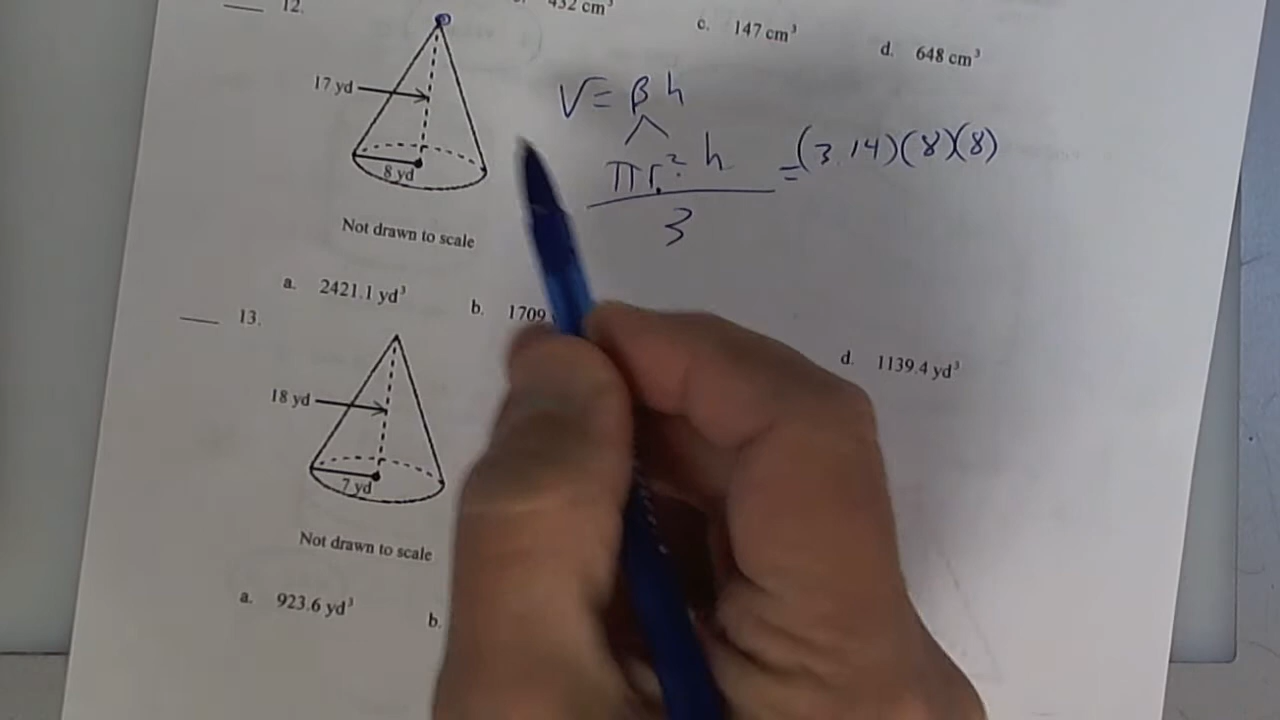 12.
432 cm³
c. 147 cm³
d. 648 cm³
17 yd
8 yd
V = B h
πr² · h = (3.14)(8)(8)
3
Not drawn to scale
a. 2421.1 yd³
b. 1709
d. 1139.4 yd³
13.
18 yd
7 yd
Not drawn to scale
a. 923.6 yd³
b.